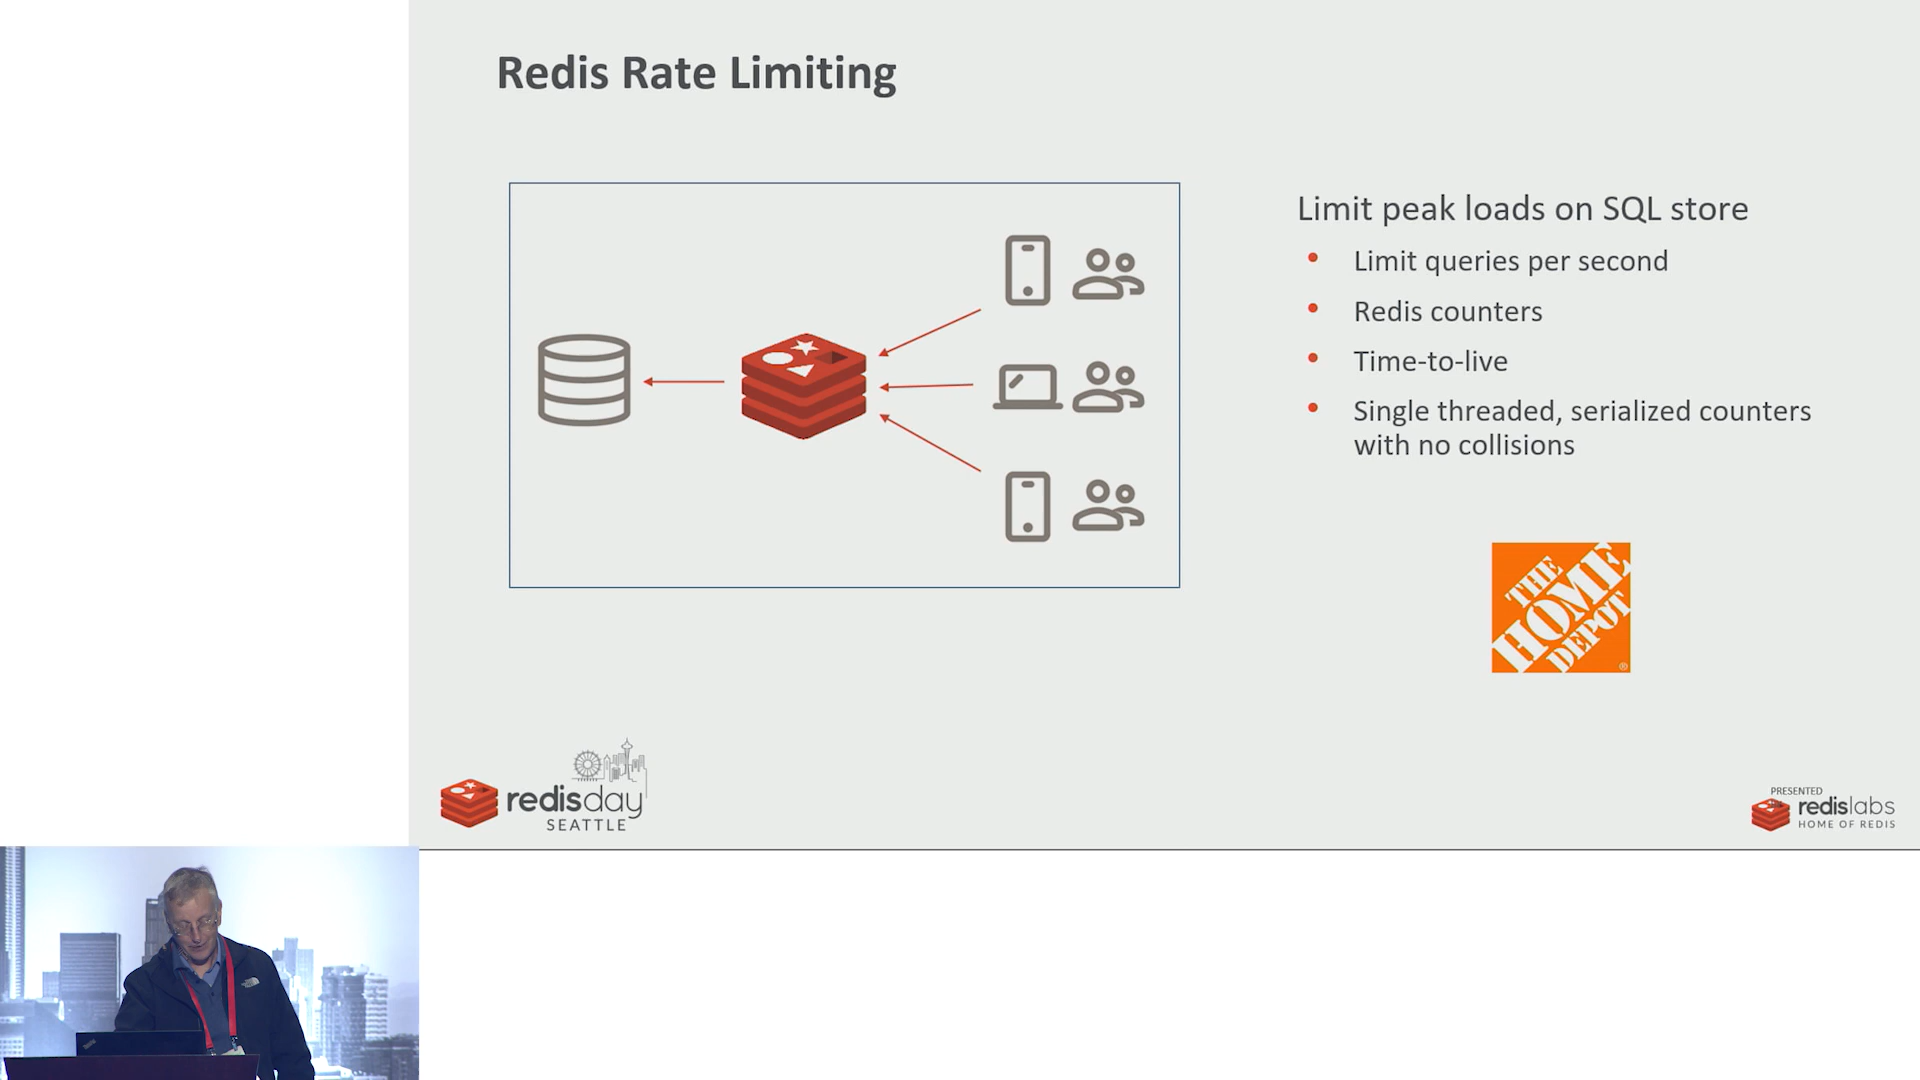 Redis Rate Limiting
Limit peak loads on SQL store
• Limit queries per second
• Redis counters
• Time-to-live
• Single threaded, serialized counters
with no collisions
THE
HOME
DEPOT
®
redisday
SEATTLE
PRESENTED
redislabs
HOME OF REDIS